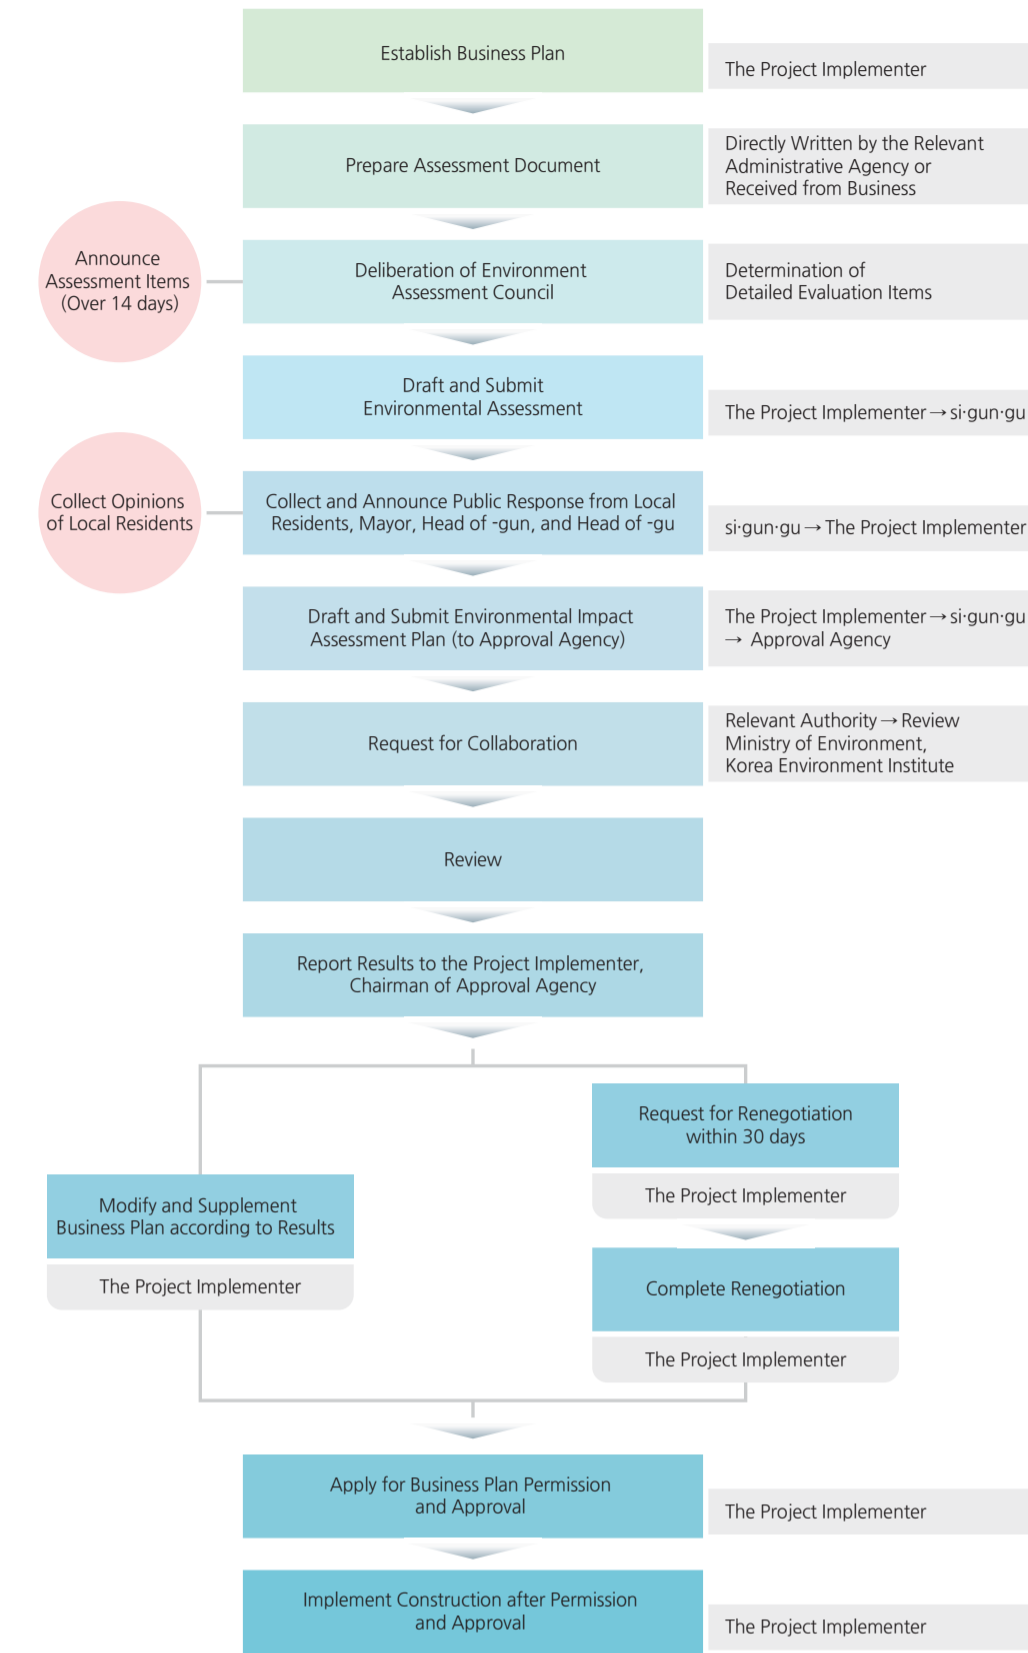 Establish Business Plan
The Project Implementer
Prepare Assessment Document
Directly Written by the Relevant
Administrative Agency or
Received from Business
Announce
Assessment Items
(Over 14 days)
Deliberation of Environment
Assessment Council
Determination of
Detailed Evaluation Items
Draft and Submit
Environmental Assessment
The Project Implementer → si·gun·gu
Collect Opinions
of Local Residents
Collect and Announce Public Response from Local
Residents, Mayor, Head of -gun, and Head of -gu
si·gun·gu → The Project Implementer
Draft and Submit Environmental Impact
Assessment Plan (to Approval Agency)
The Project Implementer → si·gun·gu
→ Approval Agency
Request for Collaboration
Relevant Authority → Review
Ministry of Environment,
Korea Environment Institute
Review
Report Results to the Project Implementer,
Chairman of Approval Agency
Modify and Supplement
Business Plan according to Results
The Project Implementer
Request for Renegotiation
within 30 days
The Project Implementer
Complete Renegotiation
The Project Implementer
Apply for Business Plan Permission
and Approval
The Project Implementer
Implement Construction after Permission
and Approval
The Project Implementer